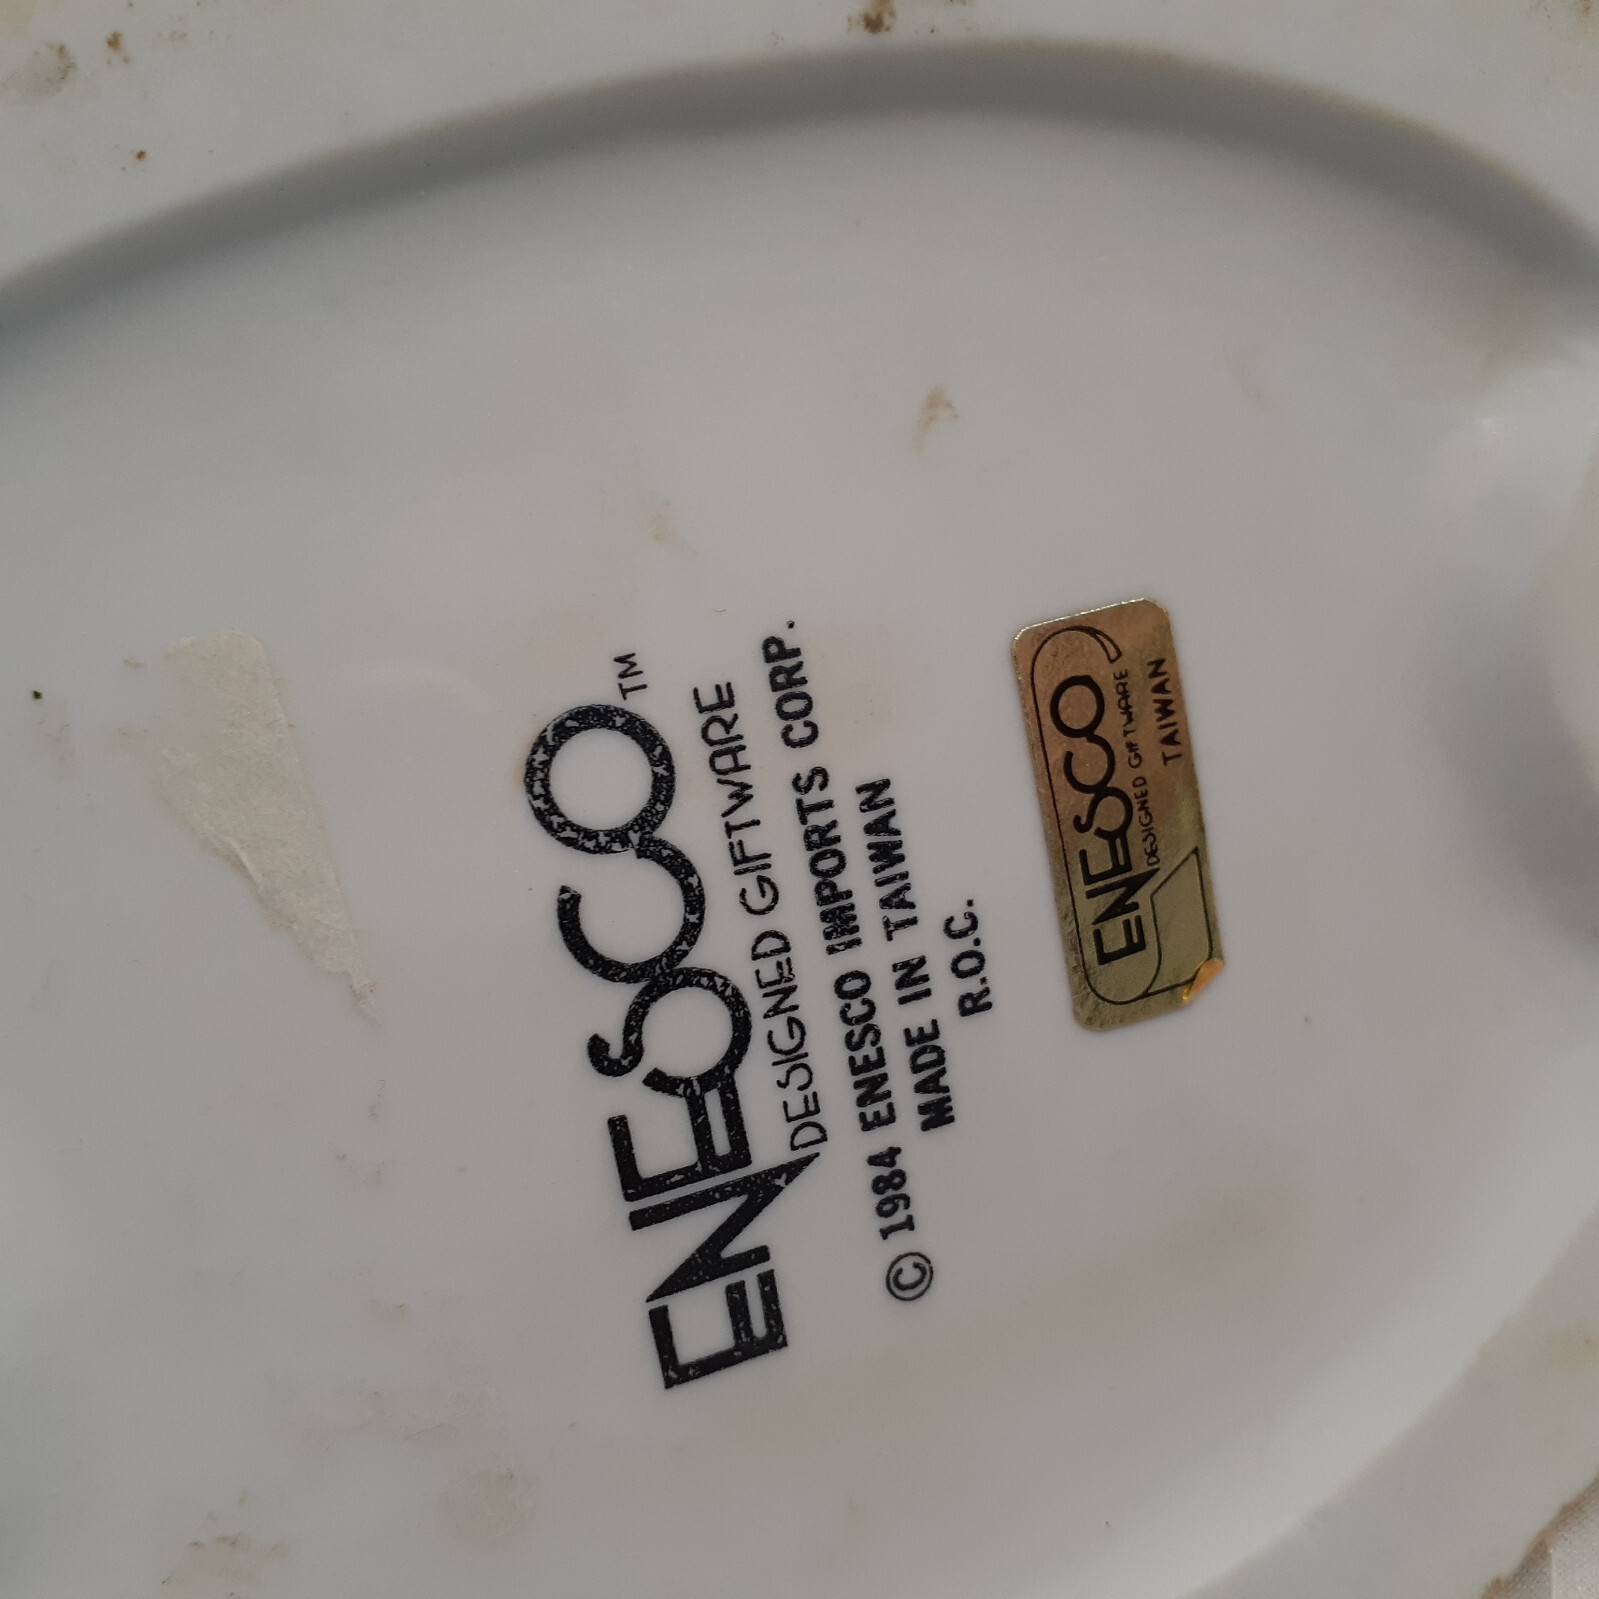 ENESCO™
DESIGNED GIFTWARE
© 1984 ENESCO IMPORTS CORP.
MADE IN TAIWAN
R.O.C.
ENESCO
DESIGNED GIFTWARE
TAIWAN